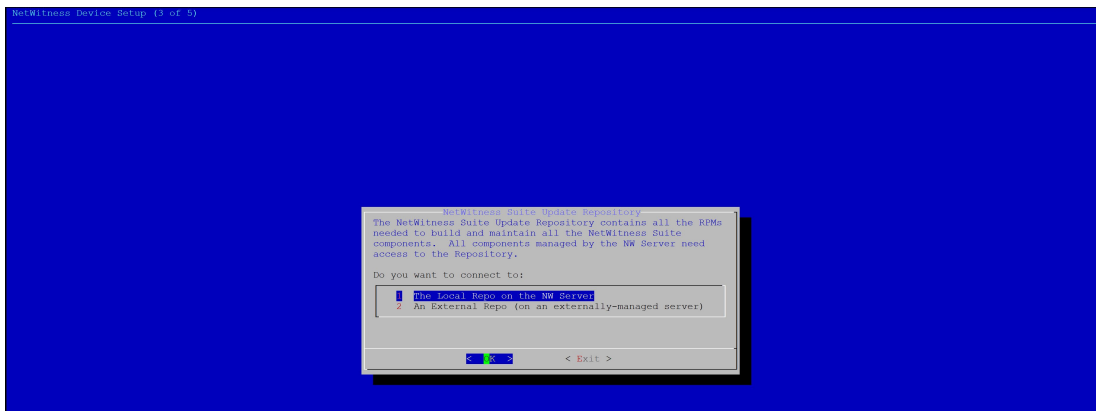 NetWitness Device Setup (3 of 5)
NetWitness Suite Update Repository
The NetWitness Suite Update Repository contains all the RPMs
needed to build and maintain all the NetWitness Suite
components.  All components managed by the NW Server need
access to the Repository.
Do you want to connect to:
1  The Local Repo on the NW Server
2  An External Repo (on an externally-managed server)
<  OK  >        < Exit >